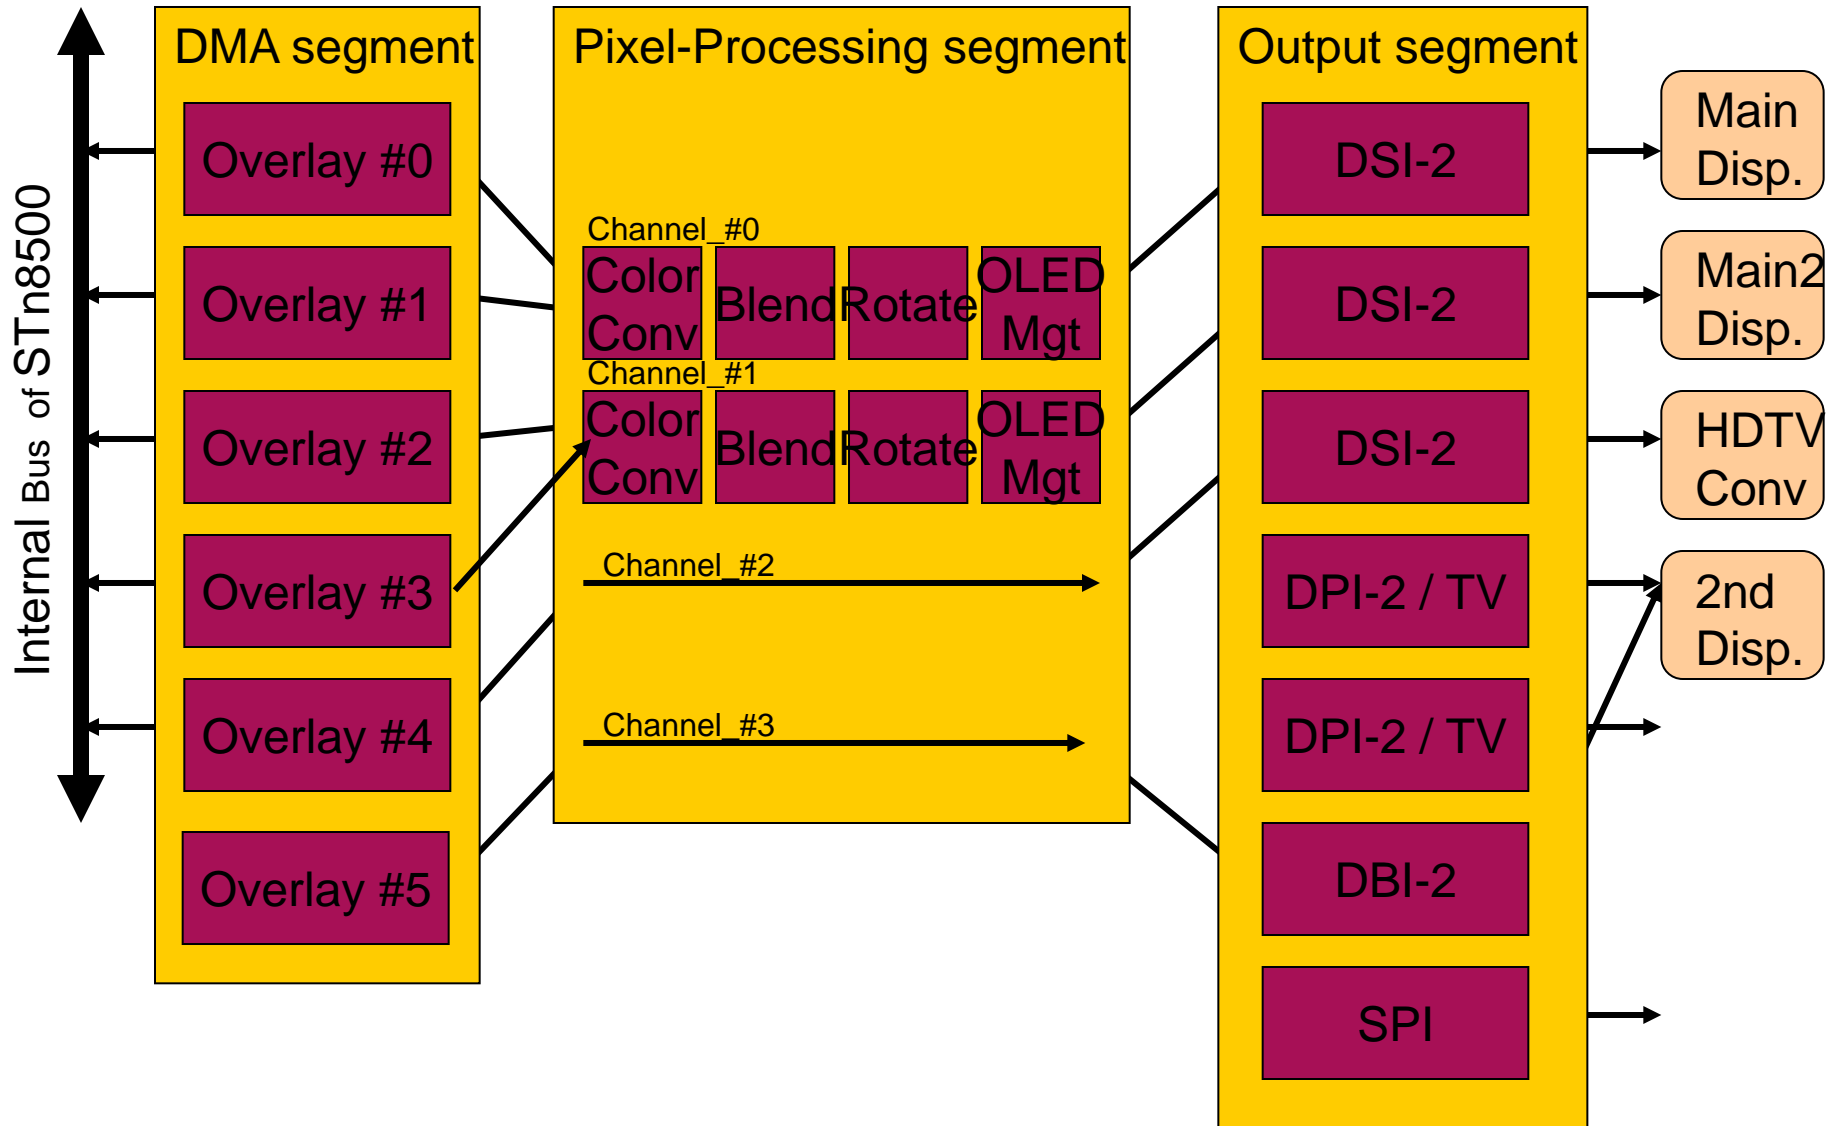 Internal Bus of STn8500
DMA segment
Overlay #0
Overlay #1
Overlay #2
Overlay #3
Overlay #4
Overlay #5
Pixel-Processing segment
Channel_#0
Color
Conv
Blend
Rotate
OLED
Mgt
Channel_#1
Color
Conv
Blend
Rotate
OLED
Mgt
Channel_#2
Channel_#3
Output segment
DSI-2
DSI-2
DSI-2
DPI-2 / TV
DPI-2 / TV
DBI-2
SPI
Main
Disp.
Main2
Disp.
HDTV
Conv
2nd
Disp.